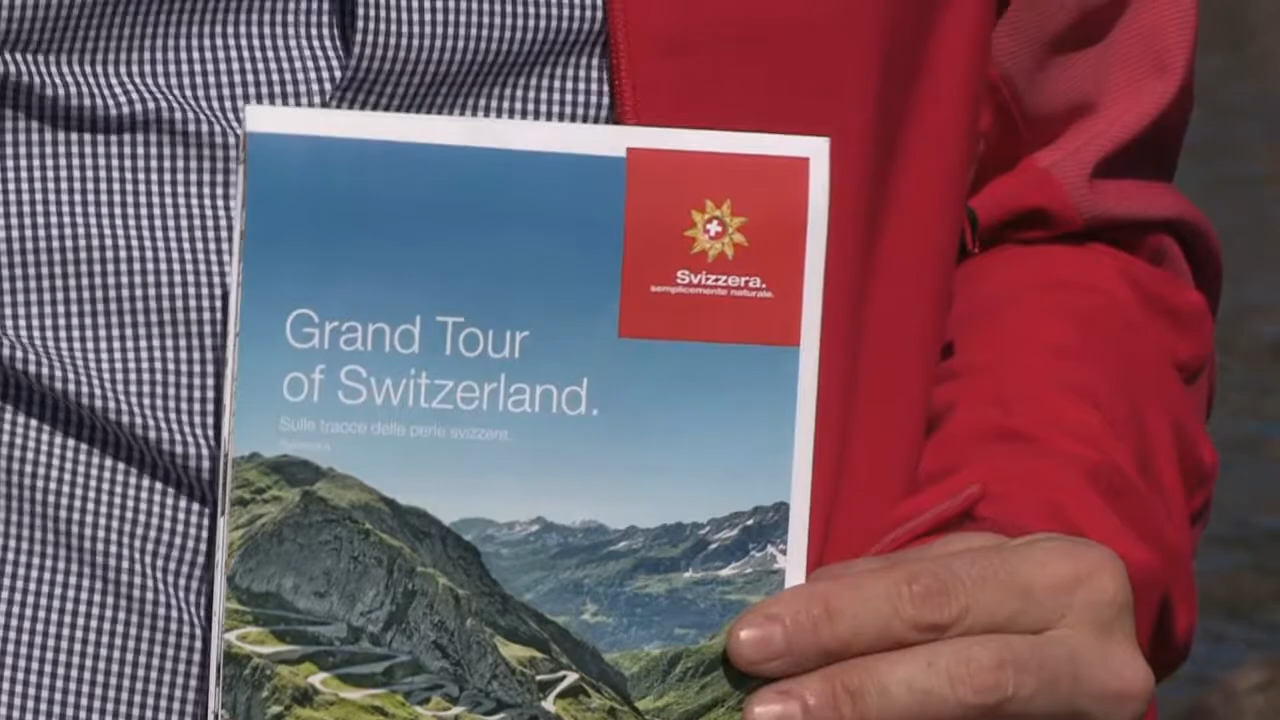 Svizzera.
semplicemente naturale.
Grand Tour
of Switzerland.
Sulle tracce delle perle svizzere.